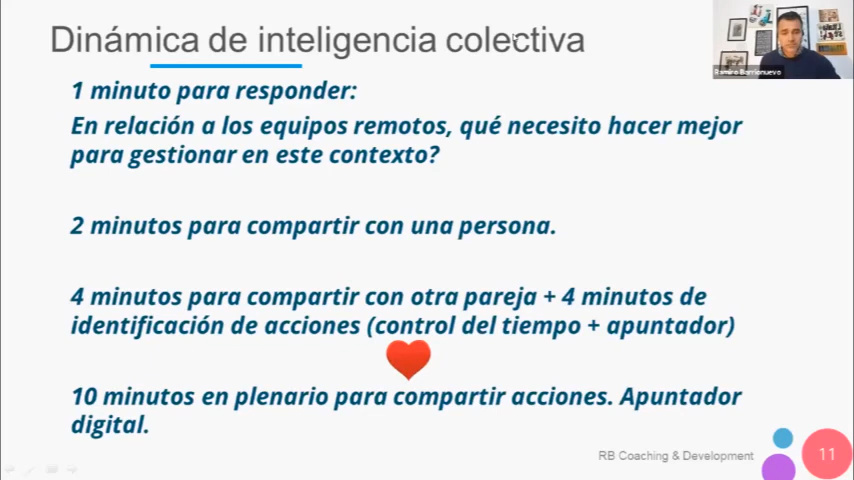 Dinámica de inteligencia colectiva
Ramiro Barrionuevo
1 minuto para responder:
En relación a los equipos remotos, qué necesito hacer mejor
para gestionar en este contexto?
2 minutos para compartir con una persona.
4 minutos para compartir con otra pareja + 4 minutos de
identificación de acciones (control del tiempo + apuntador)
10 minutos en plenario para compartir acciones. Apuntador
digital.
RB Coaching & Development
11